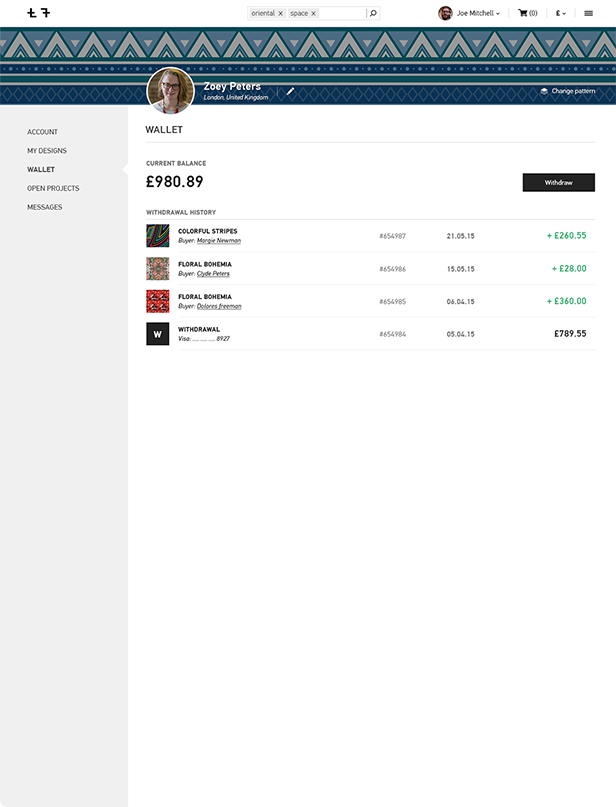 oriental × space ×
Joe Mitchell
(0)
£
Zoey Peters
London, United Kingdom
Change pattern
ACCOUNT
MY DESIGNS
WALLET
OPEN PROJECTS
MESSAGES
WALLET
CURRENT BALANCE
£980.89
Withdraw
WITHDRAWAL HISTORY
COLORFUL STRIPES
Buyer: Margie Newman
#654987
21.05.15
+ £260.55
FLORAL BOHEMIA
Buyer: Clyde Peters
#654986
15.05.15
+ £28.00
FLORAL BOHEMIA
Buyer: Dolores freeman
#654985
06.04.15
+ £360.00
W
WITHDRAWAL
Visa: .... .... .... 8927
#654984
05.04.15
£789.55